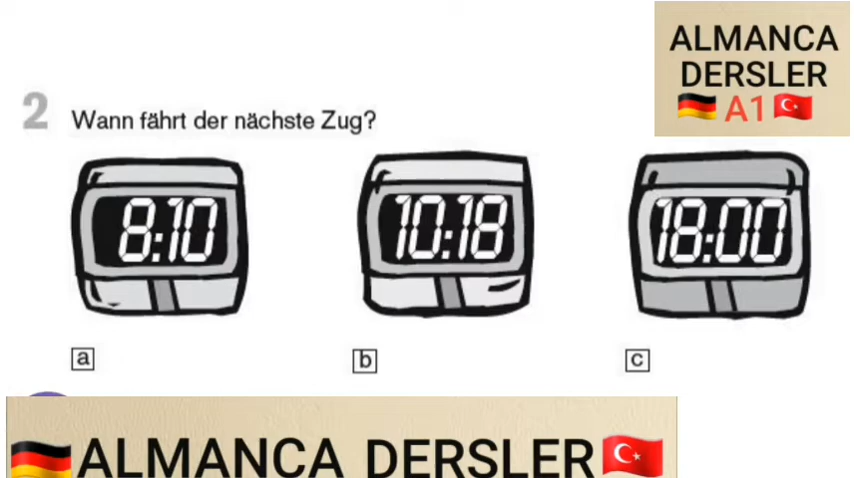 ALMANCA
DERSLER
A1
2 Wann fährt der nächste Zug?
8:10 10:18 18:00
a b c
ALMANCA DERSLER